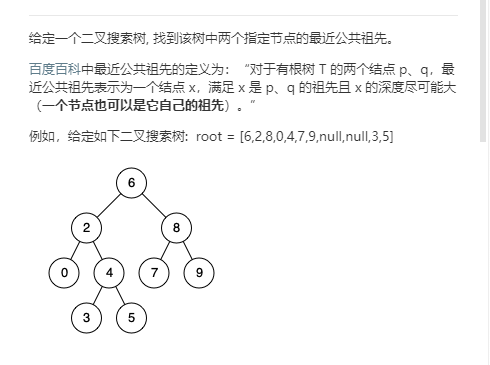 给定一个二叉搜索树, 找到该树中两个指定节点的最近公共祖先。
百度百科中最近公共祖先的定义为：“对于有根树 T 的两个结点 p、q，最
近公共祖先表示为一个结点 x，满足 x 是 p、q 的祖先且 x 的深度尽可能大
（一个节点也可以是它自己的祖先）。”
例如，给定如下二叉搜索树:  root = [6,2,8,0,4,7,9,null,null,3,5]
6
2 8
0 4 7 9
3 5